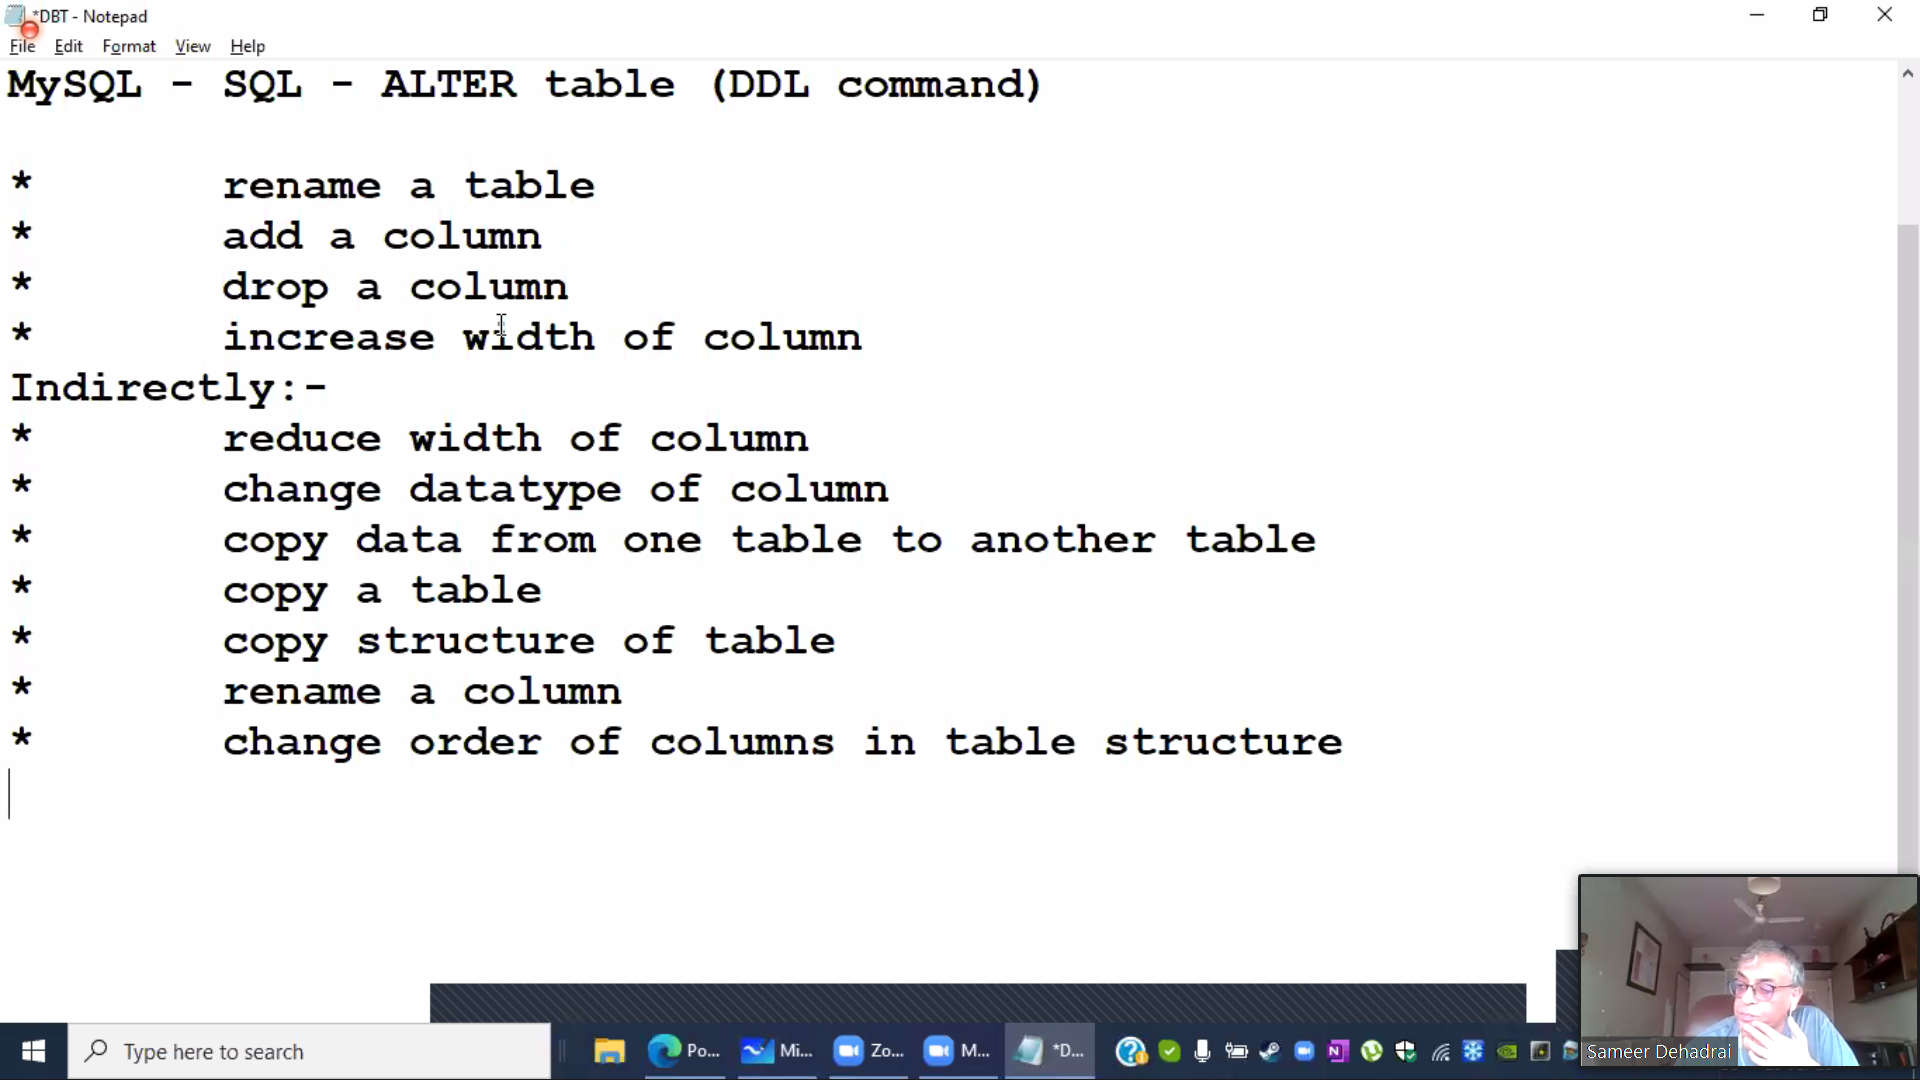 *DBT - Notepad
File Edit Format View Help
MySQL - SQL - ALTER table (DDL command)
* rename a table
* add a column
* drop a column
* increase width of column
Indirectly:-
* reduce width of column
* change datatype of column
* copy data from one table to another table
* copy a table
* copy structure of table
* rename a column
* change order of columns in table structure
Sameer Dehadrai
Type here to search
Po...
Mi...
Zo...
M...
*D...